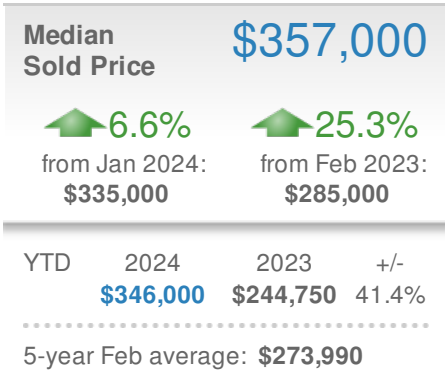 Median $357,000
Sold Price
6.6% 25.3%
from Jan 2024: from Feb 2023:
$335,000 $285,000
YTD 2024 2023 +/-
$346,000 $244,750 41.4%
5-year Feb average: $273,990